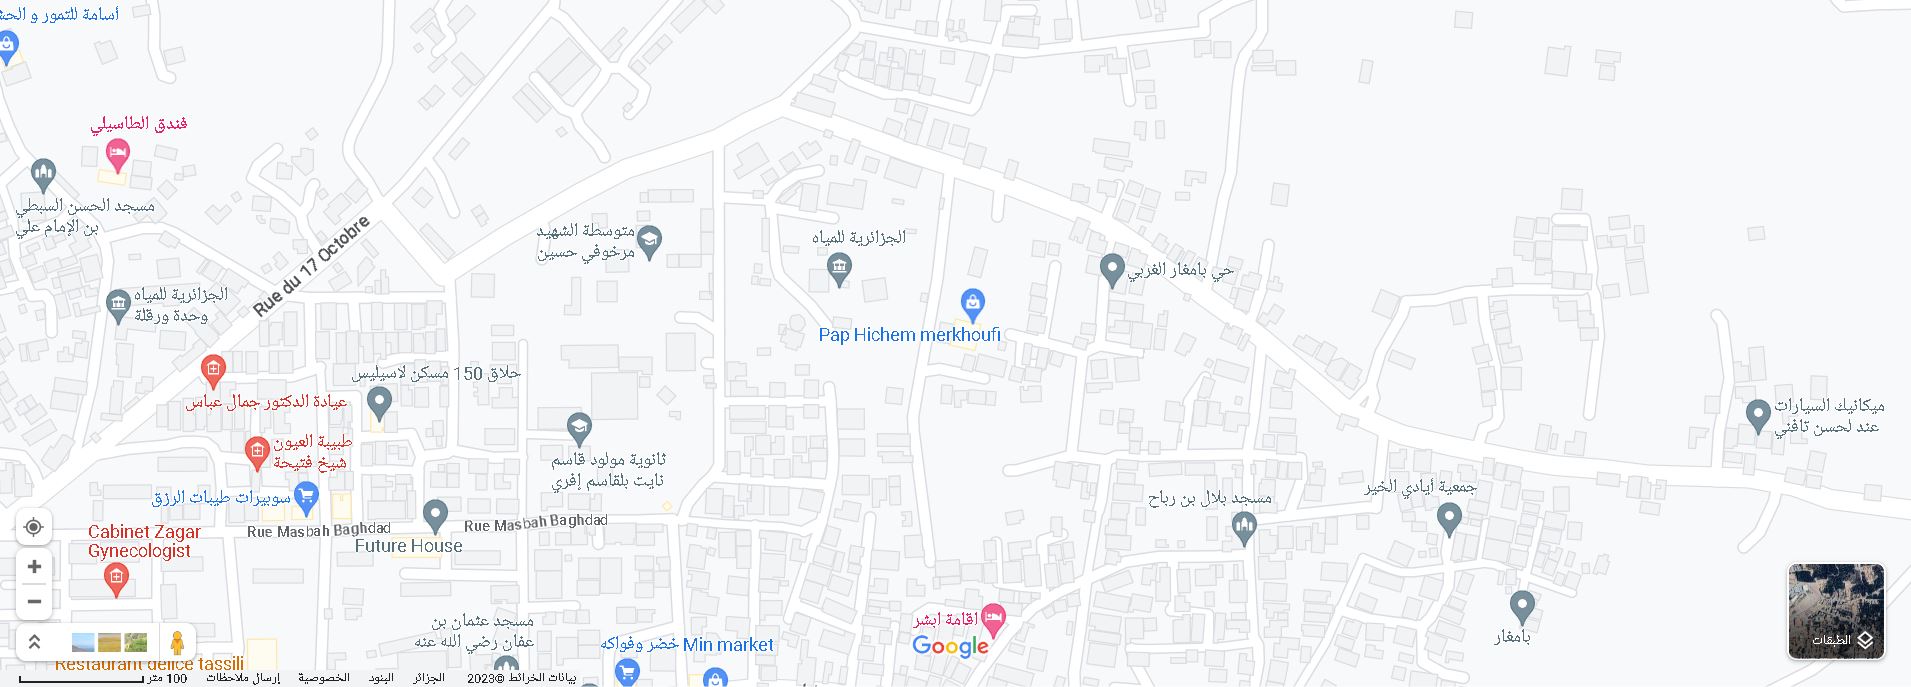 أسامة للتمور و الحش
فندق الطاسيلي
مسجد الحسن السبطي
بن الإمام علي
Rue du 17 Octobre
متوسطة الشهيد
مرخوفي حسين
الجزائرية للمياه
حي بامغار الغربي
الجزائرية للمياه
وحدة ورقلة
Pap Hichem merkhoufi
حلاق 150 مسكن لاسيليس
عيادة الدكتور جمال عباس
ميكانيك السيارات
عند لحسن تافني
طبيبة العيون
شيخ فتيحة
ثانوية مولود قاسم
نايت بلقاسم إفري
سوبيرات طيبات الرزق
مسجد بلال بن رباح
جمعية أيادي الخير
Rue Masbah Baghdad
Rue Masbah Baghdad
Cabinet Zagar
Gynecologist
Future House
مسجد عثمان بن
عفان رضي الله عنه
اقامة ابشر
Google
بامغار
الطبقات
Min market خضر وفواكه
Restaurant delice tassili
100 متر
إرسال ملاحظات
الخصوصية
البنود
الجزائر
بيانات الخرائط ©2023